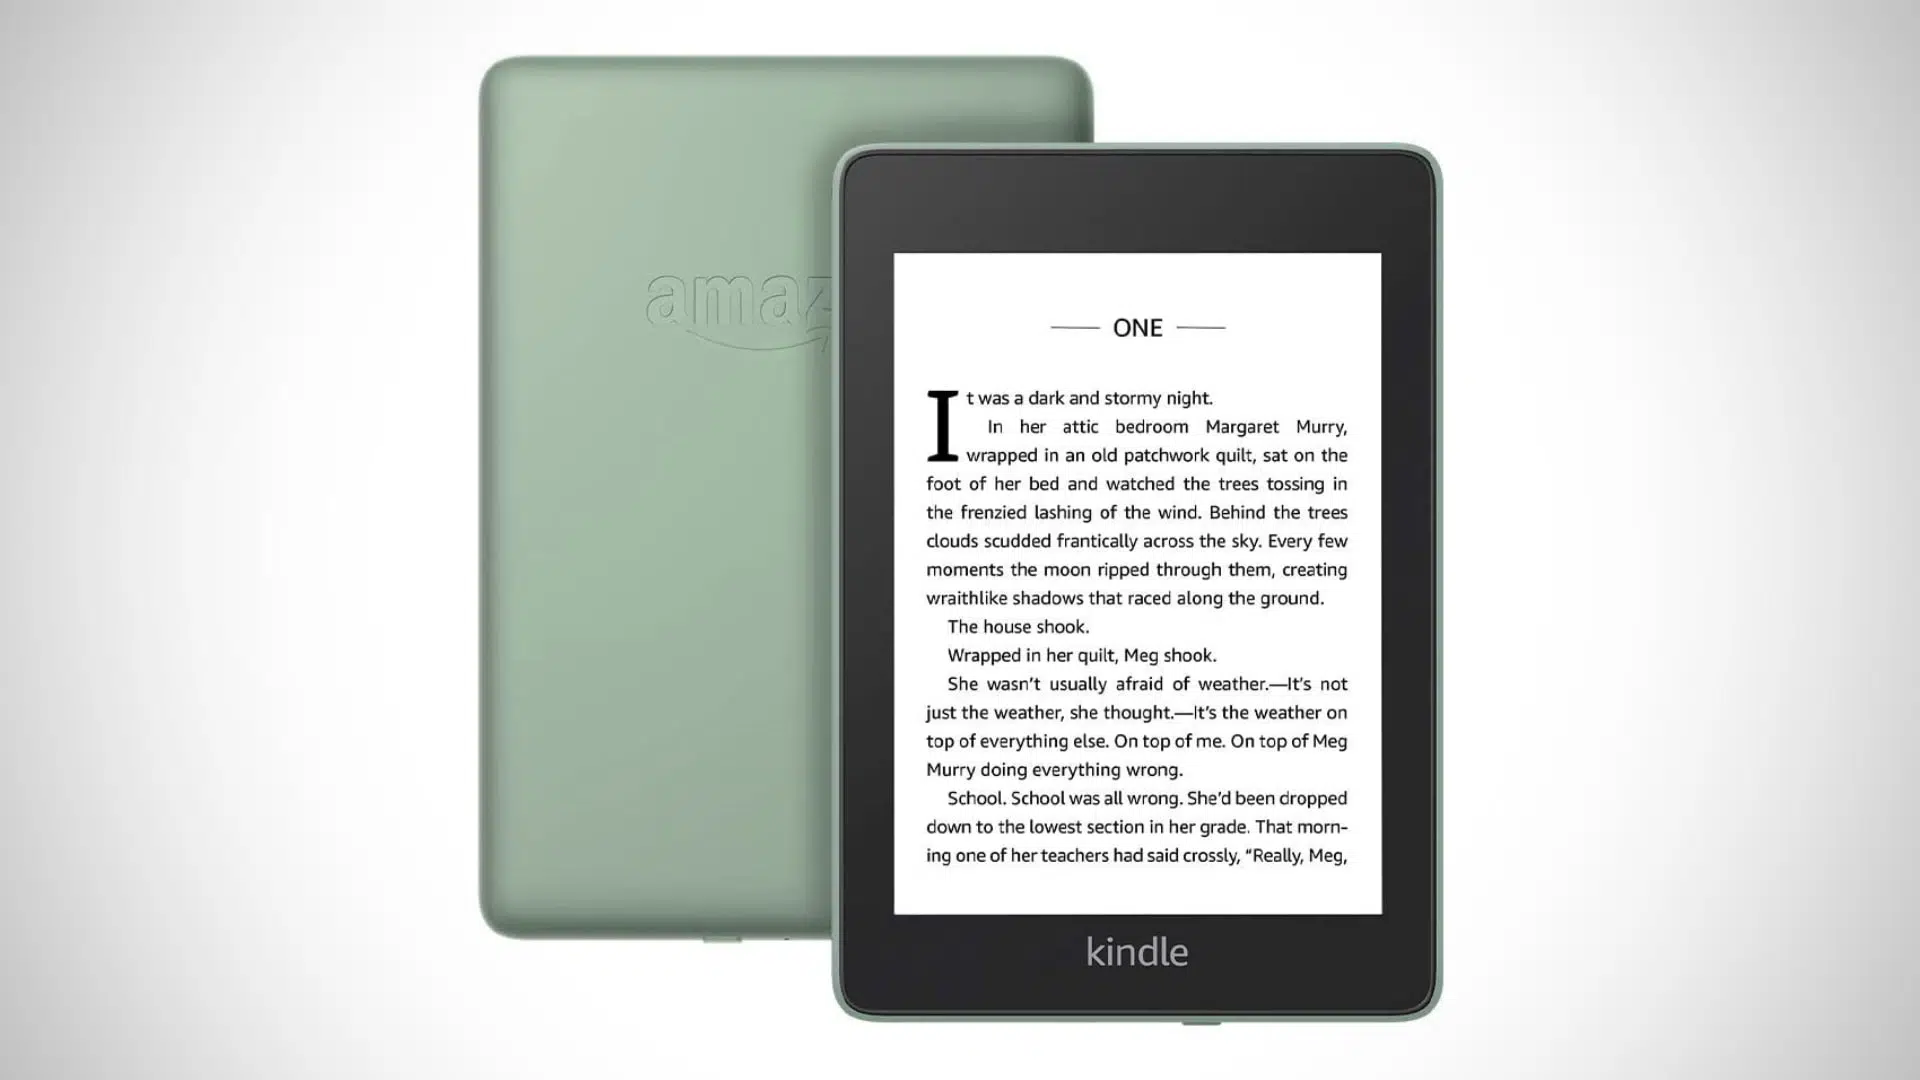 amaz
ONE
It was a dark and stormy night.
In her attic bedroom Margaret Murry,
wrapped in an old patchwork quilt, sat on the
foot of her bed and watched the trees tossing in
the frenzied lashing of the wind. Behind the trees
clouds scudded frantically across the sky. Every few
moments the moon ripped through them, creating
wraithlike shadows that raced along the ground.
The house shook.
Wrapped in her quilt, Meg shook.
She wasn’t usually afraid of weather.—It’s not
just the weather, she thought.—It’s the weather on
top of everything else. On top of me. On top of Meg
Murry doing everything wrong.
School. School was all wrong. She’d been dropped
down to the lowest section in her grade. That morn-
ing one of her teachers had said crossly, “Really, Meg,
kindle